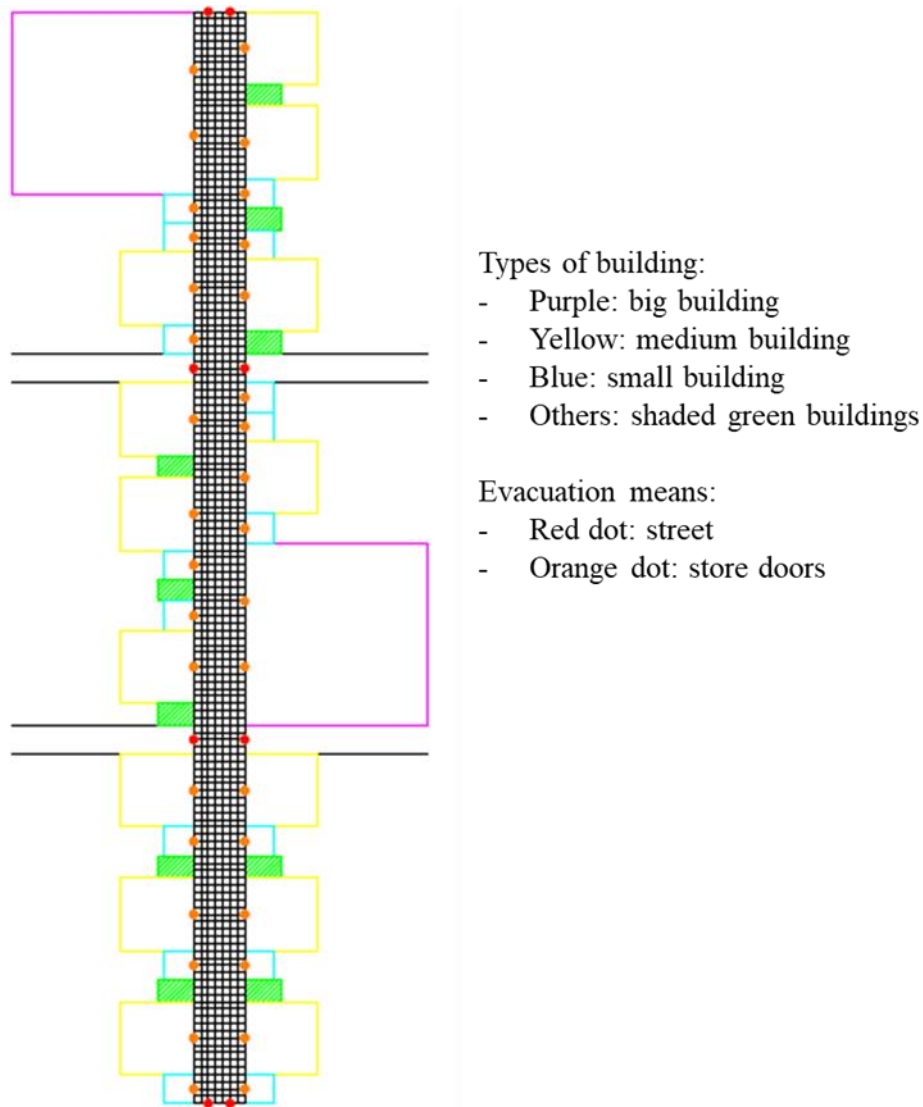 Types of building:
- Purple: big building
- Yellow: medium building
- Blue: small building
- Others: shaded green buildings
Evacuation means:
- Red dot: street
- Orange dot: store doors